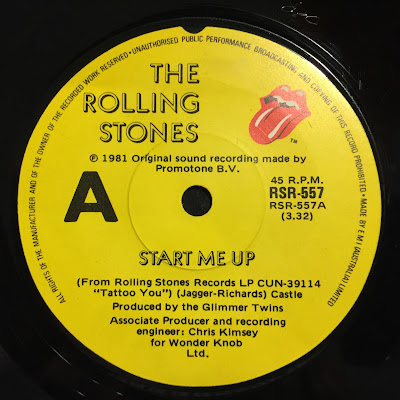 ALL RIGHTS OF THE MANUFACTURER AND OF THE OWNER OF THE RECORDED WORK RESERVED • UNAUTHORISED PUBLIC PERFORMANCE BROADCASTING AND COPYING OF THIS RECORD PROHIBITED • MADE BY E M I (AUSTRALIA) LIMITED
THE
ROLLING
STONES
TM
℗ 1981 Original sound recording made by
Promotone B.V.
A
45 R.P.M.
RSR-557
RSR-557A
(3.32)
START ME UP
(From Rolling Stones Records LP CUN-39114
"Tattoo You") (Jagger-Richards) Castle
Produced by the Glimmer Twins
Associate Producer and recording
engineer: Chris Kimsey
for Wonder Knob
Ltd.